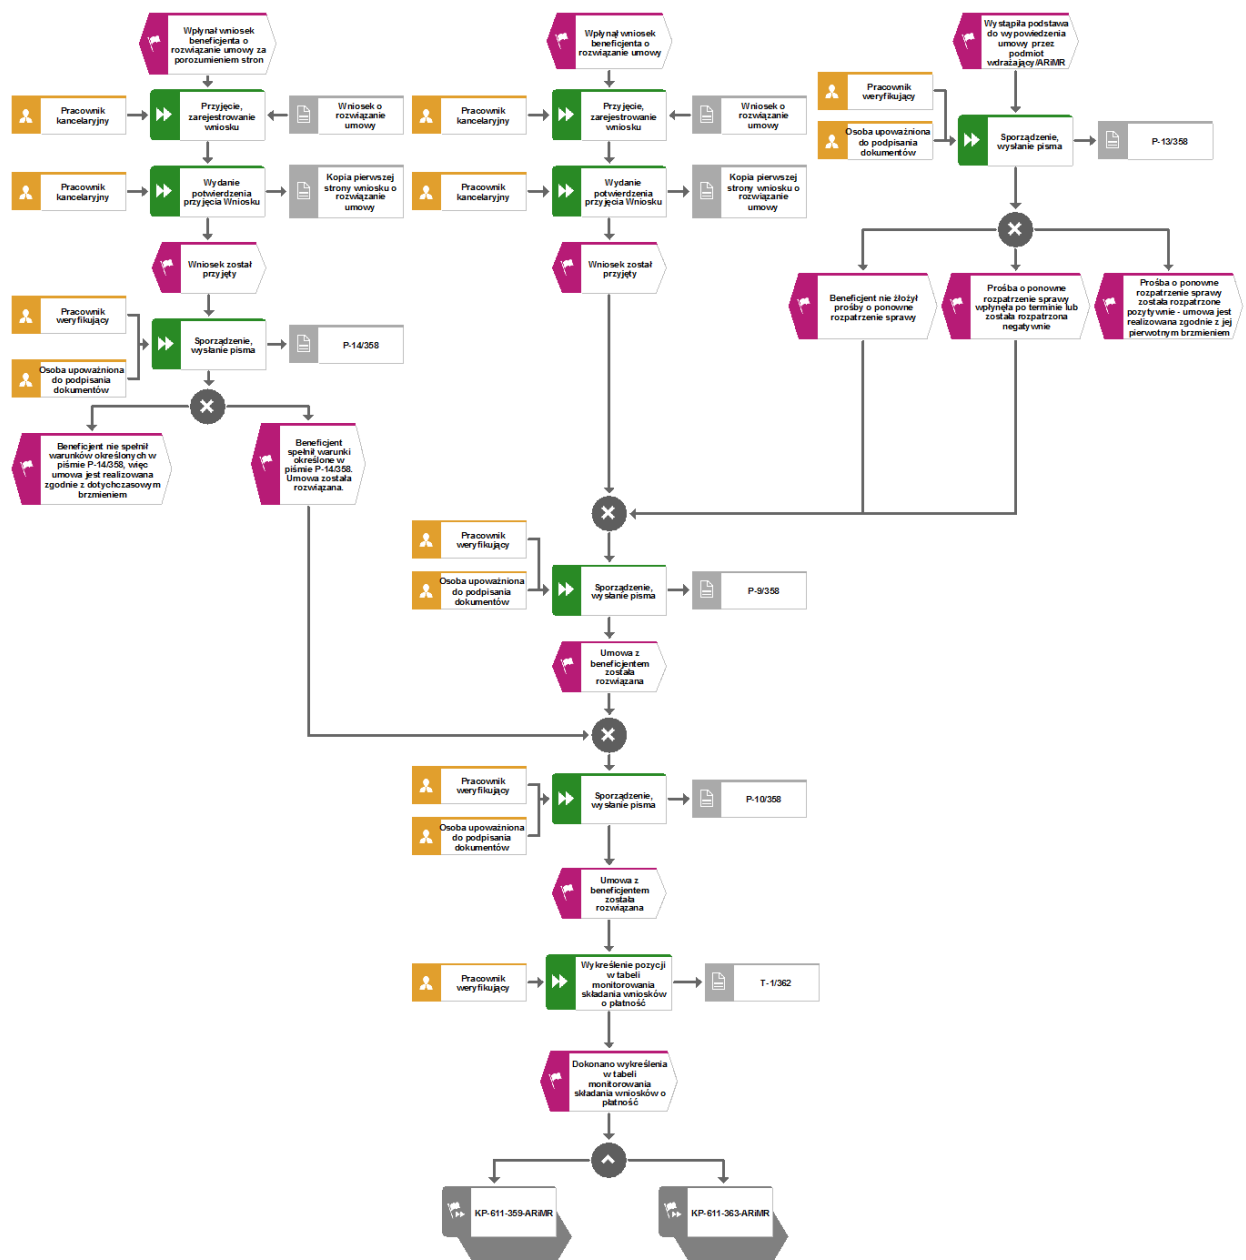 Wpłynął wniosek
beneficjenta o
rozwiązanie umowy za
porozumieniem stron
Wpłynął wniosek
beneficjenta o
rozwiązanie umowy
Wystąpiła podstawa
do wypowiedzenia
umowy przez
podmiot
wdrażający/ARiMR
Pracownik
kancelaryjny
Przyjęcie,
zarejestrowanie
wniosku
Wniosek o
rozwiązanie
umowy
Pracownik
kancelaryjny
Przyjęcie,
zarejestrowanie
wniosku
Wniosek o
rozwiązanie
umowy
Pracownik
weryfikujący
Osoba upoważniona
do podpisania
dokumentów
Sporządzenie,
wysłanie pisma
P-13/358
Pracownik
kancelaryjny
Wydanie
potwierdzenia
przyjęcia Wniosku
Kopia pierwszej
strony wniosku o
rozwiązanie
umowy
Pracownik
kancelaryjny
Wydanie
potwierdzenia
przyjęcia Wniosku
Kopia pierwszej
strony wniosku o
rozwiązanie
umowy
Wniosek został
przyjęty
Wniosek został
przyjęty
Beneficjent nie złożył
prośby o ponowne
rozpatrzenie sprawy
Prośba o ponowne
rozpatrzenie sprawy
wpłynęła po terminie lub
została rozpatrzona
negatywnie
Prośba o ponowne
rozpatrzenie sprawy
została rozpatrzone
pozytywnie - umowa jest
realizowana zgodnie z jej
pierwotnym brzmieniem
Pracownik
weryfikujący
Osoba upoważniona
do podpisania
dokumentów
Sporządzenie,
wysłanie pisma
P-14/358
Beneficjent nie spełnił
warunków określonych w
piśmie P-14/358, więc
umowa jest realizowana
zgodnie z dotychczasowym
brzmieniem
Beneficjent
spełnił warunki
określone w
piśmie P-14/358.
Umowa została
rozwiązana.
Pracownik
weryfikujący
Osoba upoważniona
do podpisania
dokumentów
Sporządzenie,
wysłanie pisma
P-9/358
Umowa z
beneficjentem
została
rozwiązana
Pracownik
weryfikujący
Osoba upoważniona
do podpisania
dokumentów
Sporządzenie,
wysłanie pisma
P-10/358
Umowa z
beneficjentem
została
rozwiązana
Pracownik
weryfikujący
Wykreślenie pozycji
w tabeli
monitorowania
składania wniosków
o płatność
T-1/362
Dokonano wykreślenia
w tabeli
monitorowania
składania wniosków o
płatność
KP-611-359-ARiMR
KP-611-363-ARiMR